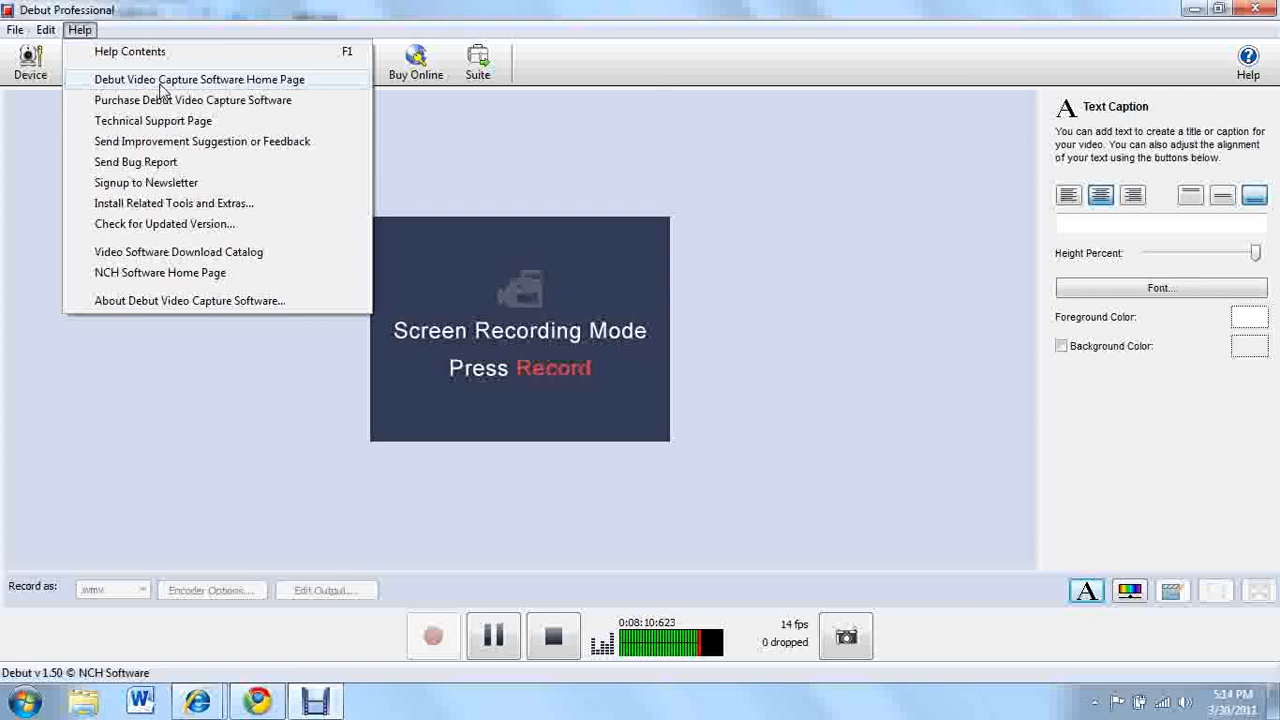 Debut Professional
File Edit Help
Help Contents F1
Debut Video Capture Software Home Page
Purchase Debut Video Capture Software
Technical Support Page
Send Improvement Suggestion or Feedback
Send Bug Report
Signup to Newsletter
Install Related Tools and Extras...
Check for Updated Version...
Video Software Download Catalog
NCH Software Home Page
About Debut Video Capture Software...
Device
Buy Online
Suite
Help
Screen Recording Mode
Press Record
A Text Caption
You can add text to create a title or caption for
your video. You can also adjust the alignment
of your text using the buttons below.
Height Percent:
Font...
Foreground Color:
Background Color:
Record as: .wmv Encoder Options... Edit Output... A
0:08:10:623 14 fps
0 dropped
Debut v 1.50 © NCH Software
W
5:14 PM
3/30/2011